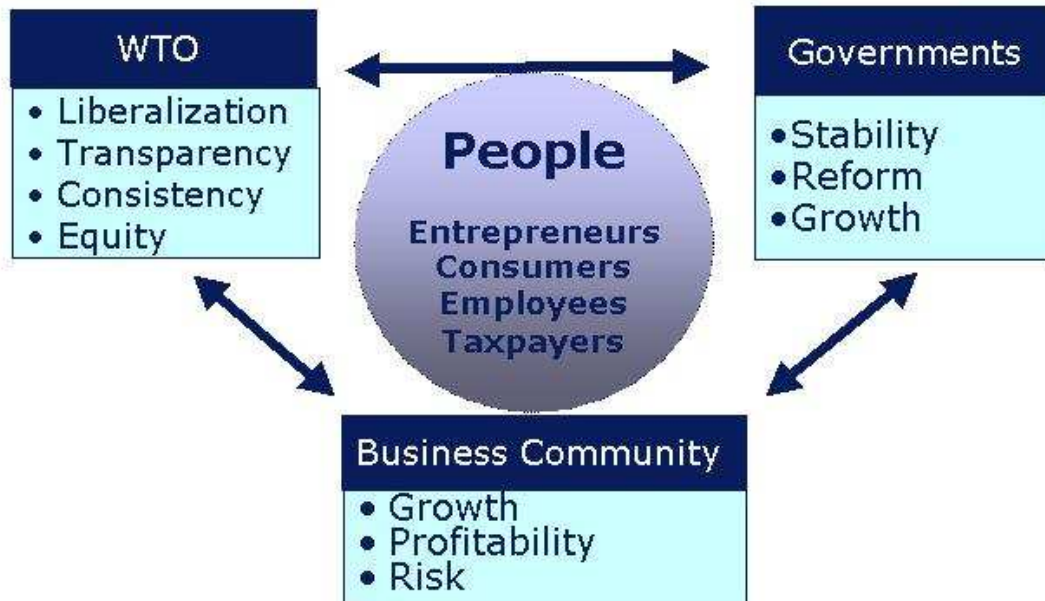 WTO
• Liberalization
• Transparency
• Consistency
• Equity
People
Entrepreneurs
Consumers
Employees
Taxpayers
Governments
•Stability
•Reform
•Growth
Business Community
• Growth
• Profitability
• Risk